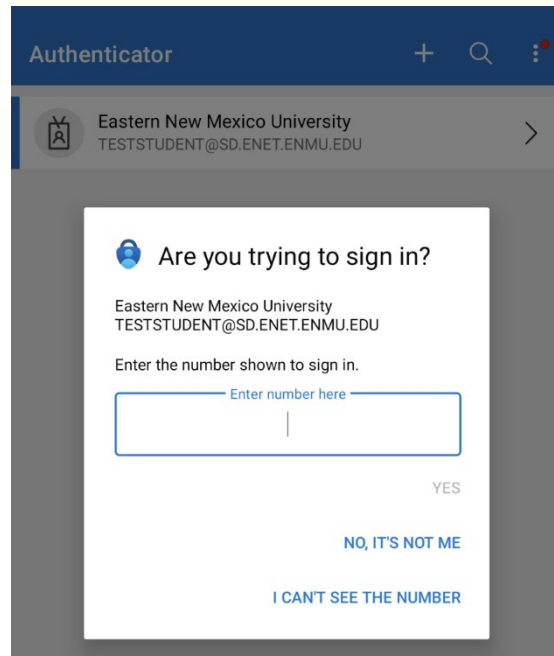 Authenticator
Eastern New Mexico University
TESTSTUDENT@SD.ENET.ENMU.EDU
Are you trying to sign in?
Eastern New Mexico University
TESTSTUDENT@SD.ENET.ENMU.EDU
Enter the number shown to sign in.
Enter number here
YES
NO, IT'S NOT ME
I CAN'T SEE THE NUMBER